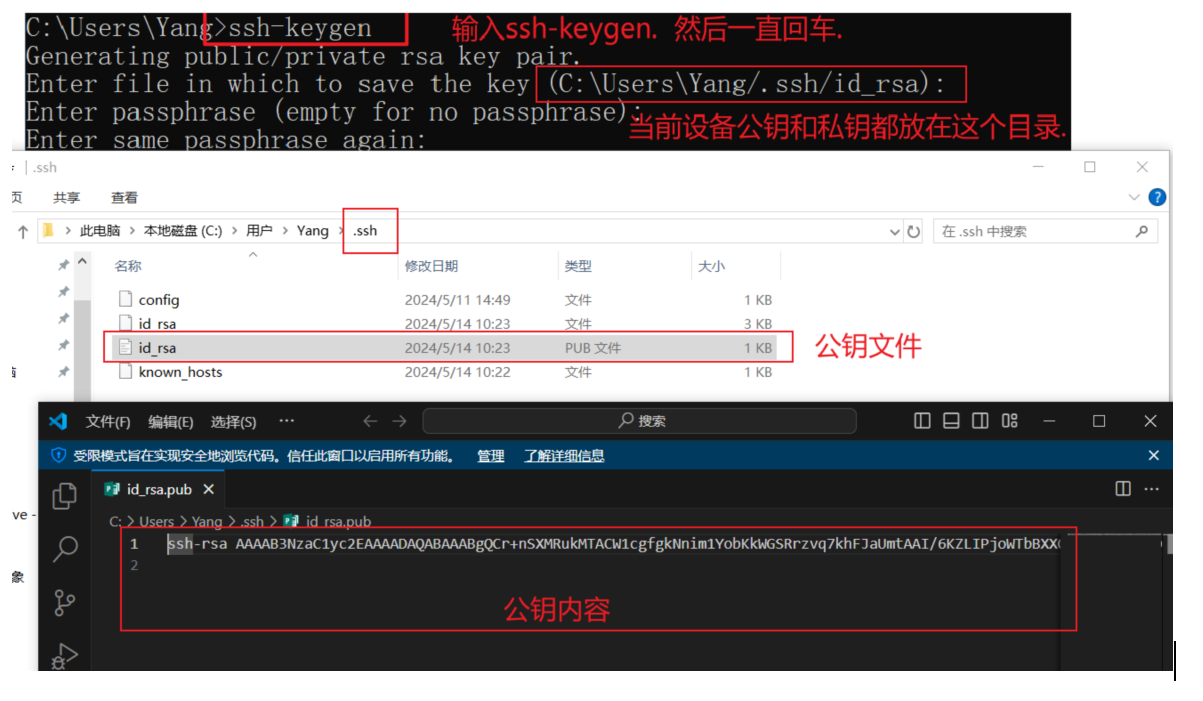 C:\Users\Yang>ssh-keygen 输入ssh-keygen. 然后一直回车.
Generating public/private rsa key pair.
Enter file in which to save the key (C:\Users\Yang/.ssh/id_rsa):
Enter passphrase (empty for no passphrase):
当前设备公钥和私钥都放在这个目录.
Enter same passphrase again:
.ssh
页 共享 查看
此电脑 本地磁盘 (C:) 用户 Yang .ssh 在 .ssh 中搜索
名称 修改日期 类型 大小
config 2024/5/11 14:49 文件 1 KB
id_rsa 2024/5/14 10:23 文件 3 KB
id_rsa 2024/5/14 10:23 PUB 文件 1 KB 公钥文件
known_hosts 2024/5/14 10:22 文件 1 KB
文件(F) 编辑(E) 选择(S) ··· 搜索
受限模式旨在实现安全地浏览代码。信任此窗口以启用所有功能。 管理 了解详细信息
id_rsa.pub
ve -
C: > Users > Yang > .ssh > id_rsa.pub
1 ssh-rsa AAAAB3NzaC1yc2EAAAADAQABAAABgQCr+nSXMRukMTACW1cgfgkNnim1YobKkWGSRrzvq7khFJaUmtAAI/6KZLIPjoWTbBXX
2
象
公钥内容